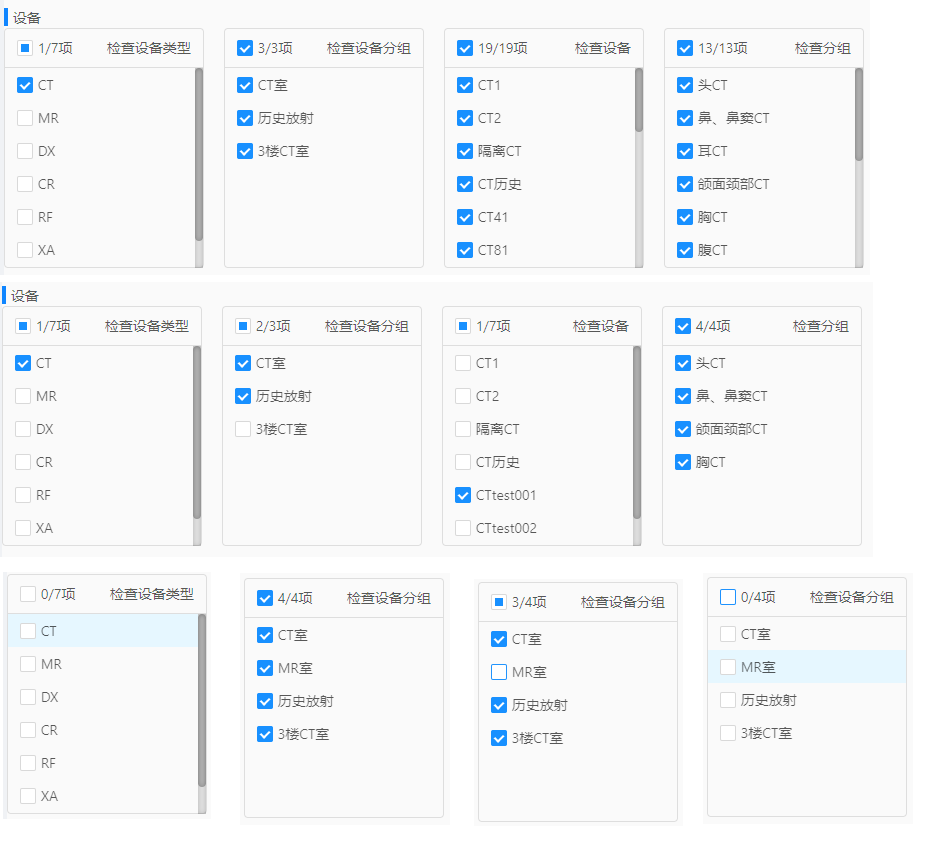 设备
1/7项 检查设备类型
CT
MR
DX
CR
RF
XA
3/3项 检查设备分组
CT室
历史放射
3楼CT室
19/19项 检查设备
CT1
CT2
隔离CT
CT历史
CT41
CT81
13/13项 检查分组
头CT
鼻、鼻窦CT
耳CT
颌面颈部CT
胸CT
腹CT
设备
1/7项 检查设备类型
CT
MR
DX
CR
RF
XA
2/3项 检查设备分组
CT室
历史放射
3楼CT室
1/7项 检查设备
CT1
CT2
隔离CT
CT历史
CTtest001
CTtest002
4/4项 检查分组
头CT
鼻、鼻窦CT
颌面颈部CT
胸CT
0/7项 检查设备类型
CT
MR
DX
CR
RF
XA
4/4项 检查设备分组
CT室
MR室
历史放射
3楼CT室
3/4项 检查设备分组
CT室
MR室
历史放射
3楼CT室
0/4项 检查设备分组
CT室
MR室
历史放射
3楼CT室